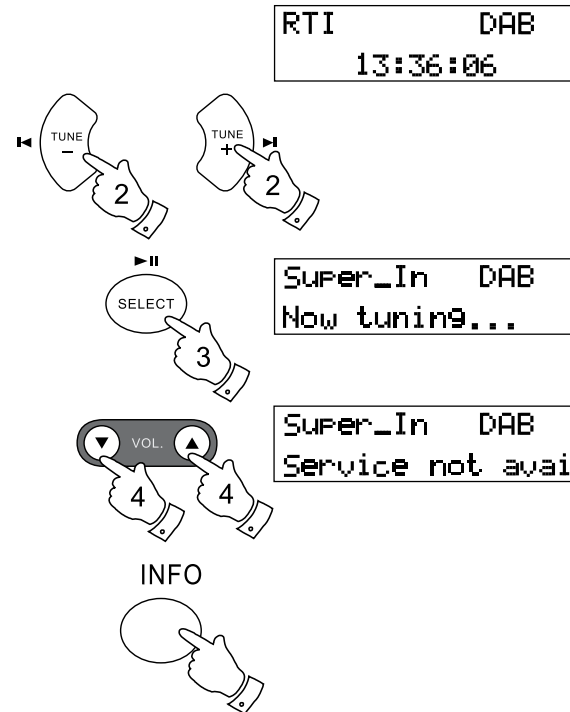 RTI DAB
13:36:06
TUNE
−
TUNE
+
2
2
Super_In DAB
SELECT
Now tuning...
3
Super_In DAB
VOL.
Service not avai
4
4
INFO